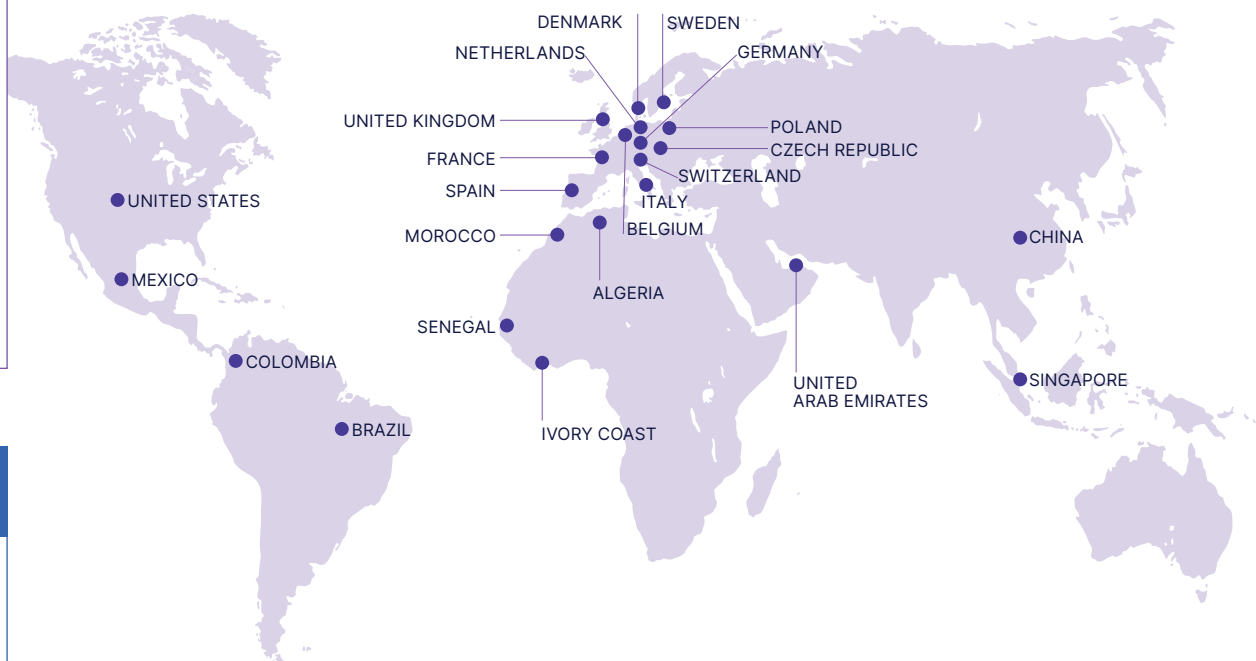 DENMARK
SWEDEN
NETHERLANDS
GERMANY
UNITED KINGDOM
POLAND
CZECH REPUBLIC
FRANCE
SWITZERLAND
SPAIN
ITALY
UNITED STATES
BELGIUM
MOROCCO
CHINA
MEXICO
ALGERIA
SENEGAL
COLOMBIA
UNITED
ARAB EMIRATES
SINGAPORE
BRAZIL
IVORY COAST